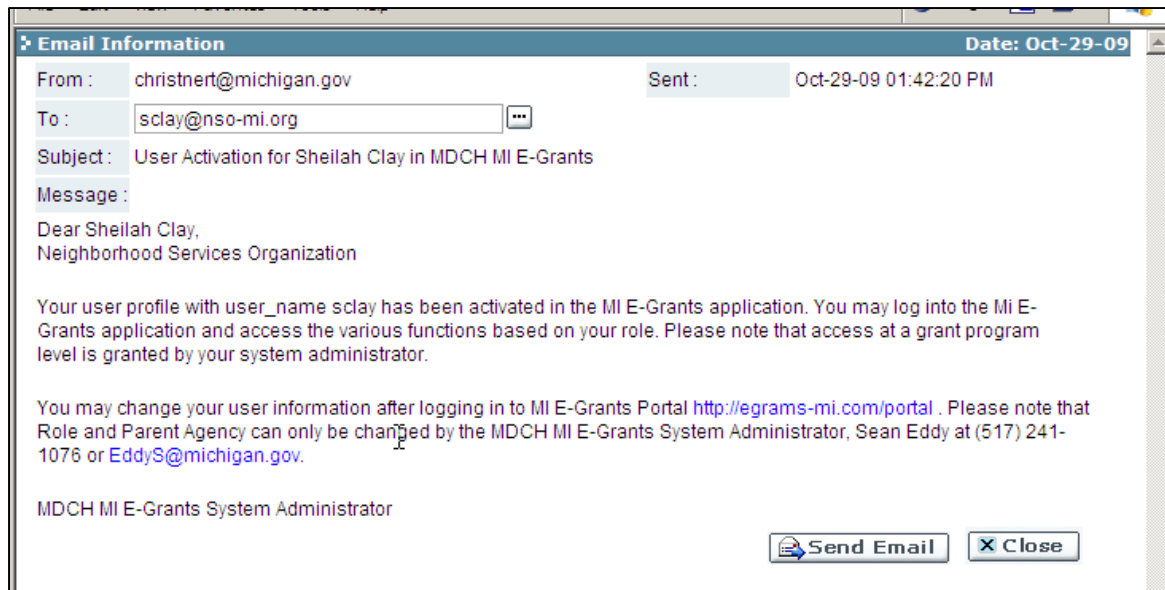 Email Information Date: Oct-29-09
From : christnert@michigan.gov Sent : Oct-29-09 01:42:20 PM
To : sclay@nso-mi.org
Subject : User Activation for Sheilah Clay in MDCH MI E-Grants
Message :
Dear Sheilah Clay,
Neighborhood Services Organization
Your user profile with user_name sclay has been activated in the MI E-Grants application. You may log into the Mi E-
Grants application and access the various functions based on your role. Please note that access at a grant program
level is granted by your system administrator.
You may change your user information after logging in to MI E-Grants Portal http://egrams-mi.com/portal . Please note that
Role and Parent Agency can only be changed by the MDCH MI E-Grants System Administrator, Sean Eddy at (517) 241-
1076 or EddyS@michigan.gov.
MDCH MI E-Grants System Administrator
Send Email Close